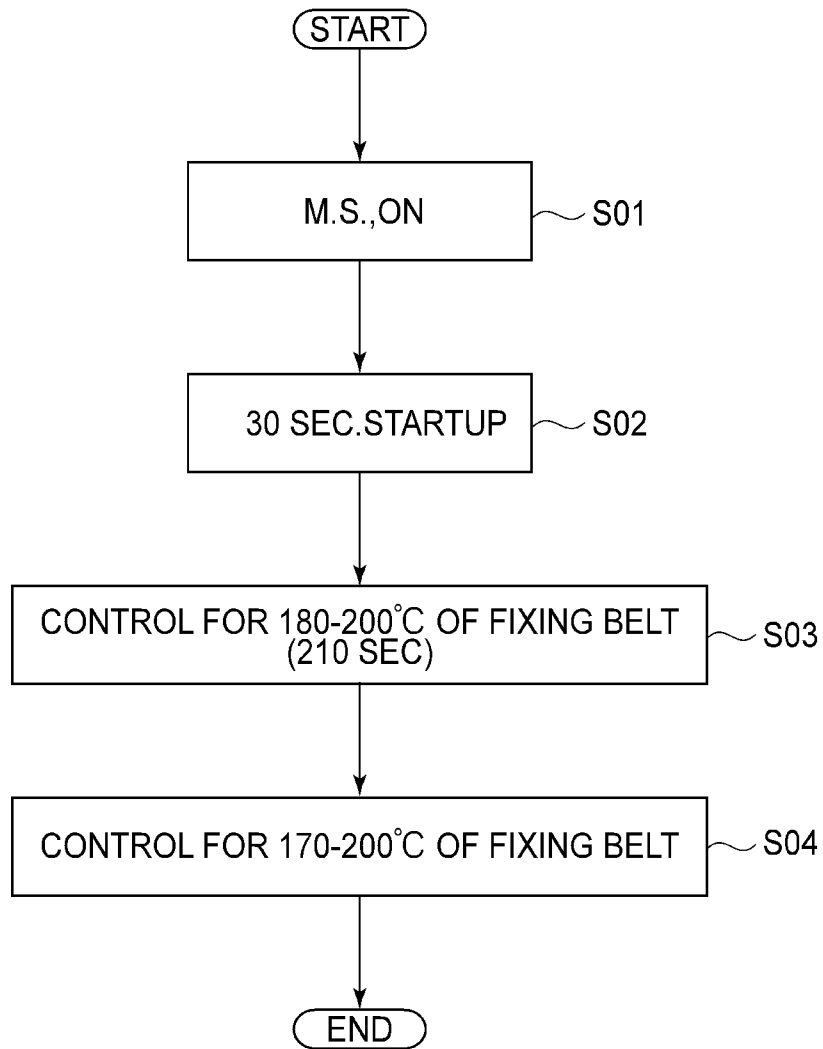 START
M.S.,ON
S01
30 SEC.STARTUP
S02
CONTROL FOR 180-200°C OF FIXING BELT
(210 SEC)
S03
CONTROL FOR 170-200°C OF FIXING BELT
S04
END